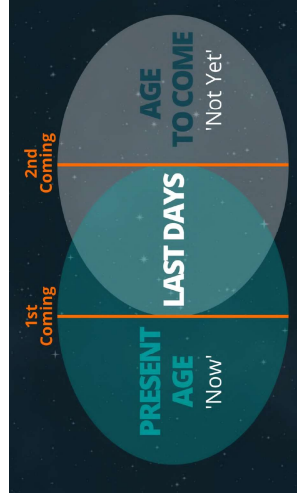 1st
Coming
2nd
Coming
PRESENT
AGE
'Now'
LAST DAYS
AGE
TO COME
'Not Yet'